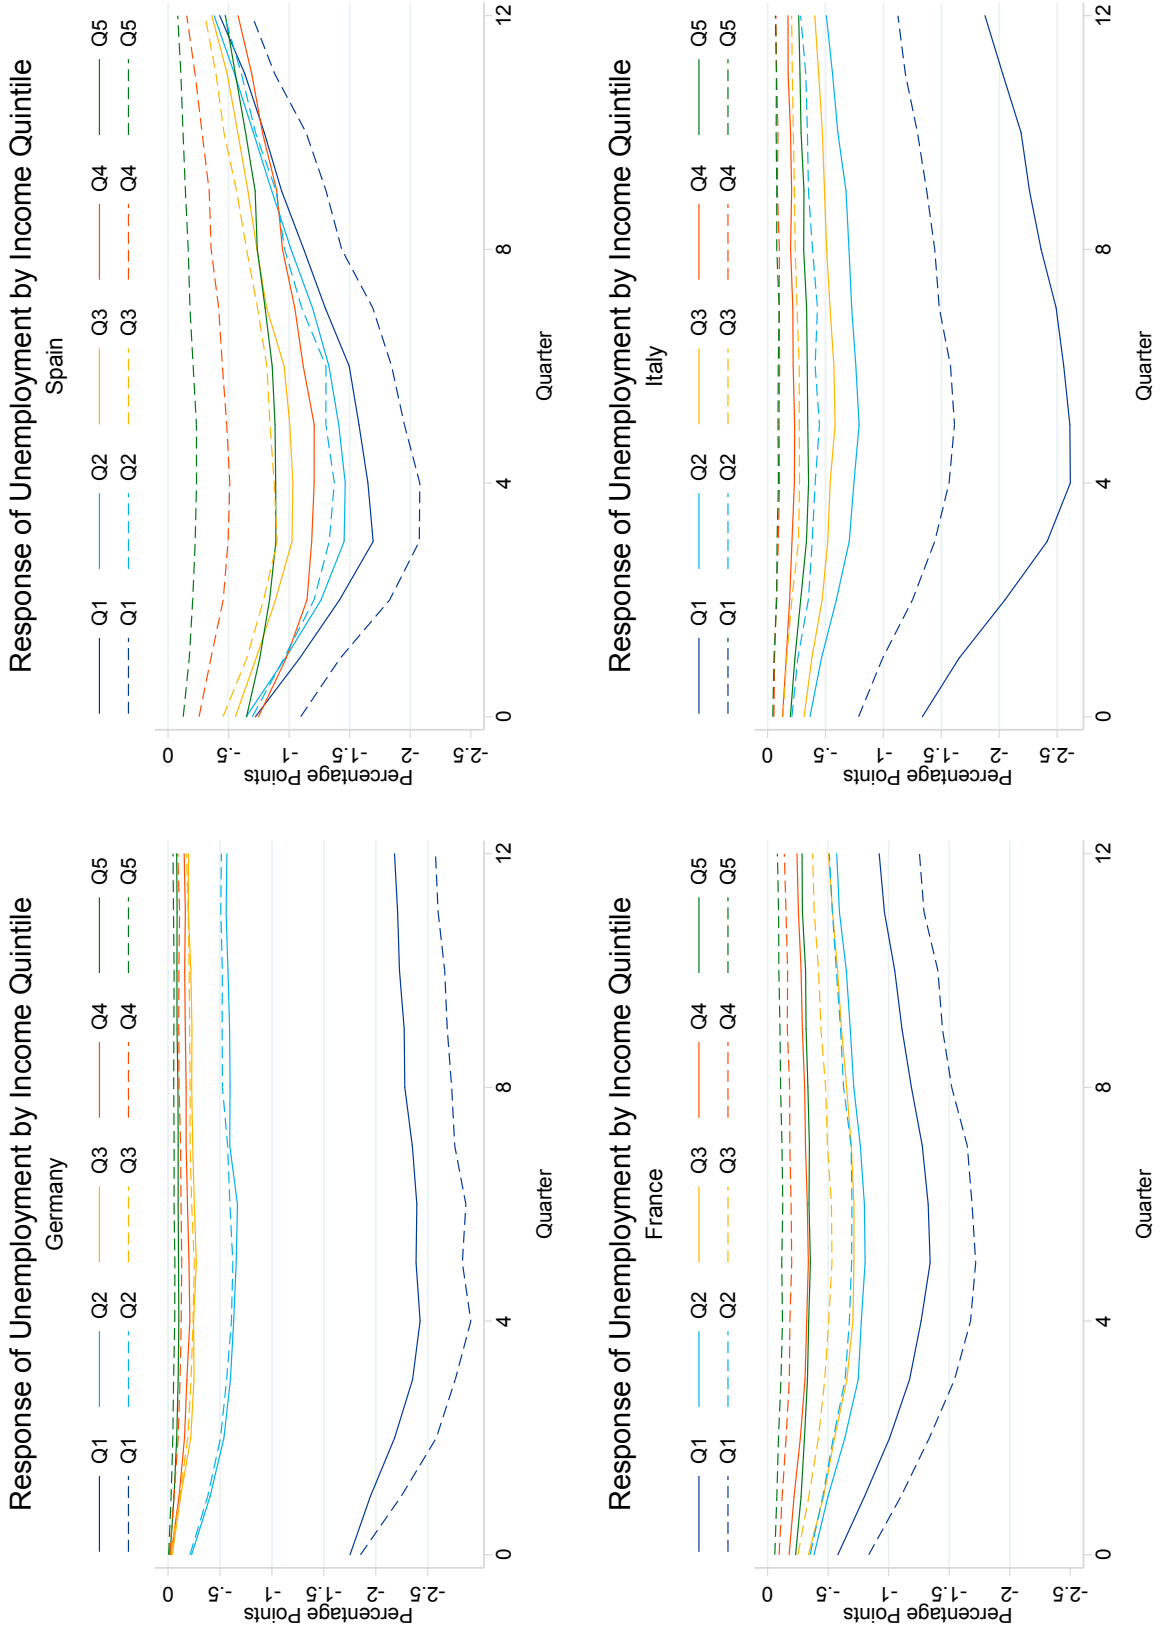 Response of Unemployment by Income Quintile
Germany
Q1 Q2 Q3 Q4 Q5
Q1 Q2 Q3 Q4 Q5
0
-.5
-1
-1.5
-2
-2.5
Percentage Points
0 4 8 12
Quarter
Response of Unemployment by Income Quintile
Spain
Q1 Q2 Q3 Q4 Q5
Q1 Q2 Q3 Q4 Q5
0
-.5
-1
-1.5
-2
-2.5
Percentage Points
0 4 8 12
Quarter
Response of Unemployment by Income Quintile
France
Q1 Q2 Q3 Q4 Q5
Q1 Q2 Q3 Q4 Q5
0
-.5
-1
-1.5
-2
-2.5
Percentage Points
0 4 8 12
Quarter
Response of Unemployment by Income Quintile
Italy
Q1 Q2 Q3 Q4 Q5
Q1 Q2 Q3 Q4 Q5
0
-.5
-1
-1.5
-2
-2.5
Percentage Points
0 4 8 12
Quarter